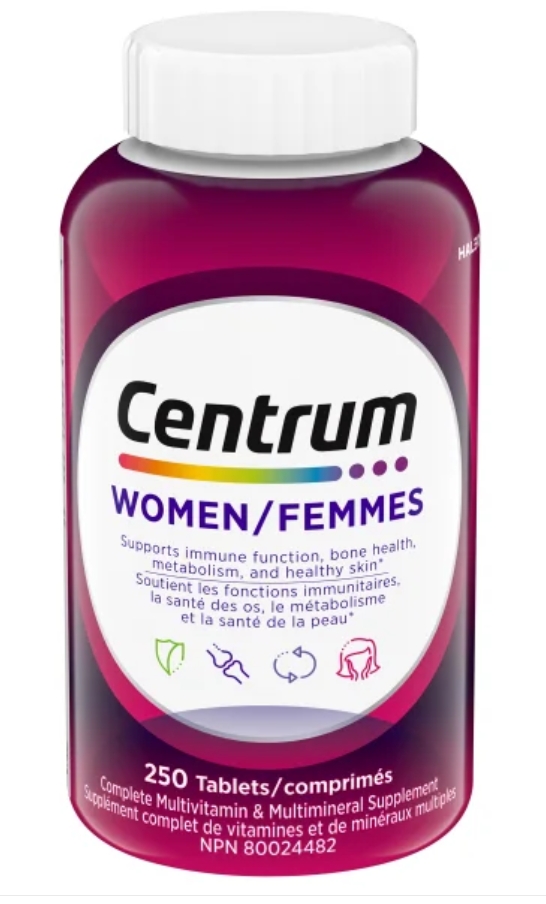 Centrum
WOMEN/FEMMES
Supports immune function, bone health,
metabolism, and healthy skin*
Soutient les fonctions immunitaires,
la santé des os, le métabolisme
et la santé de la peau*
250 Tablets/comprimés
Complete Multivitamin & Multimineral Supplement
Supplément complet de vitamines et de minéraux multiples
NPN 80024482